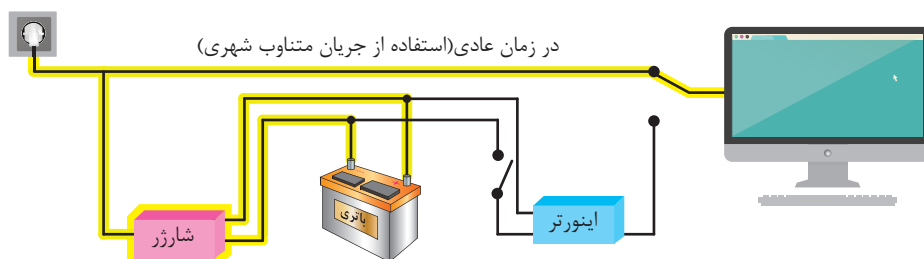 در زمان عادی(استفاده از جریان متناوب شهری)
باتری
اینورتر
شارژر